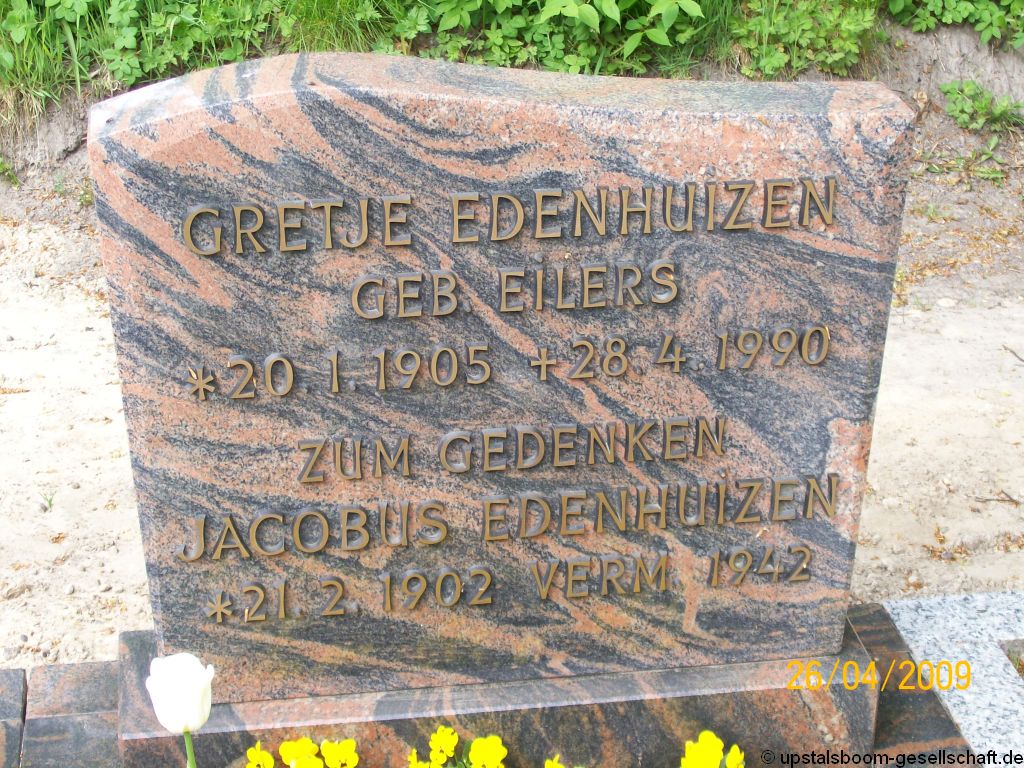 GRETJE EDENHUIZEN
GEB. EILERS
*20.1.1905 +28.4.1990
ZUM GEDENKEN
JACOBUS EDENHUIZEN
*21.2.1902 VERM. 1942
26/04/2009
© upstalsboom-gesellschaft.de